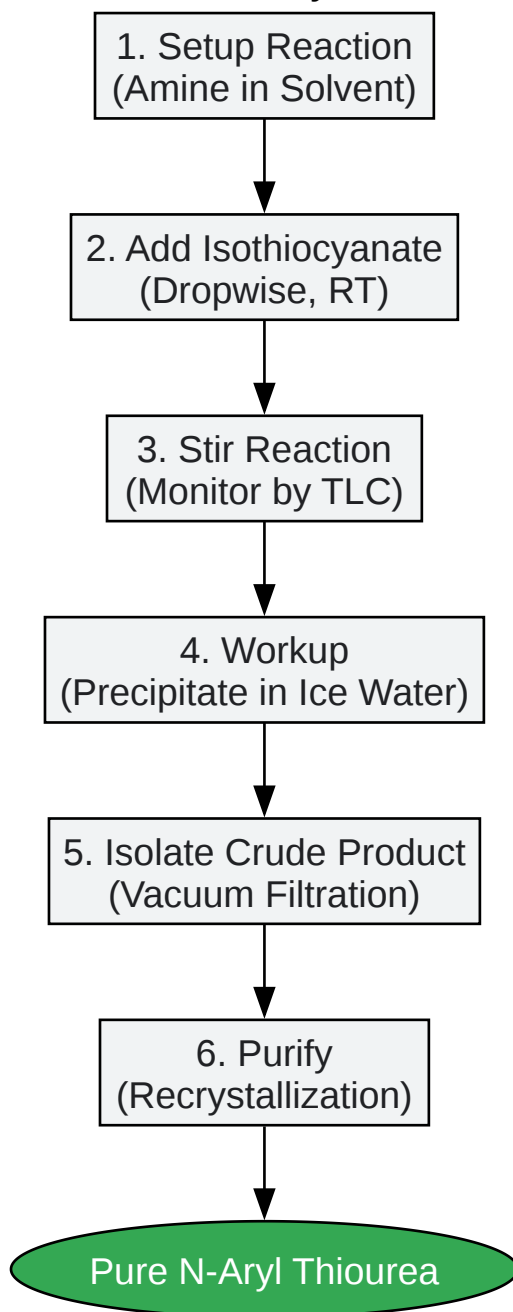 1. Setup Reaction
(Amine in Solvent)
2. Add Isothiocyanate
(Dropwise, RT)
3. Stir Reaction
(Monitor by TLC)
4. Workup
(Precipitate in Ice Water)
5. Isolate Crude Product
(Vacuum Filtration)
6. Purify
(Recrystallization)
Pure N-Aryl Thiourea